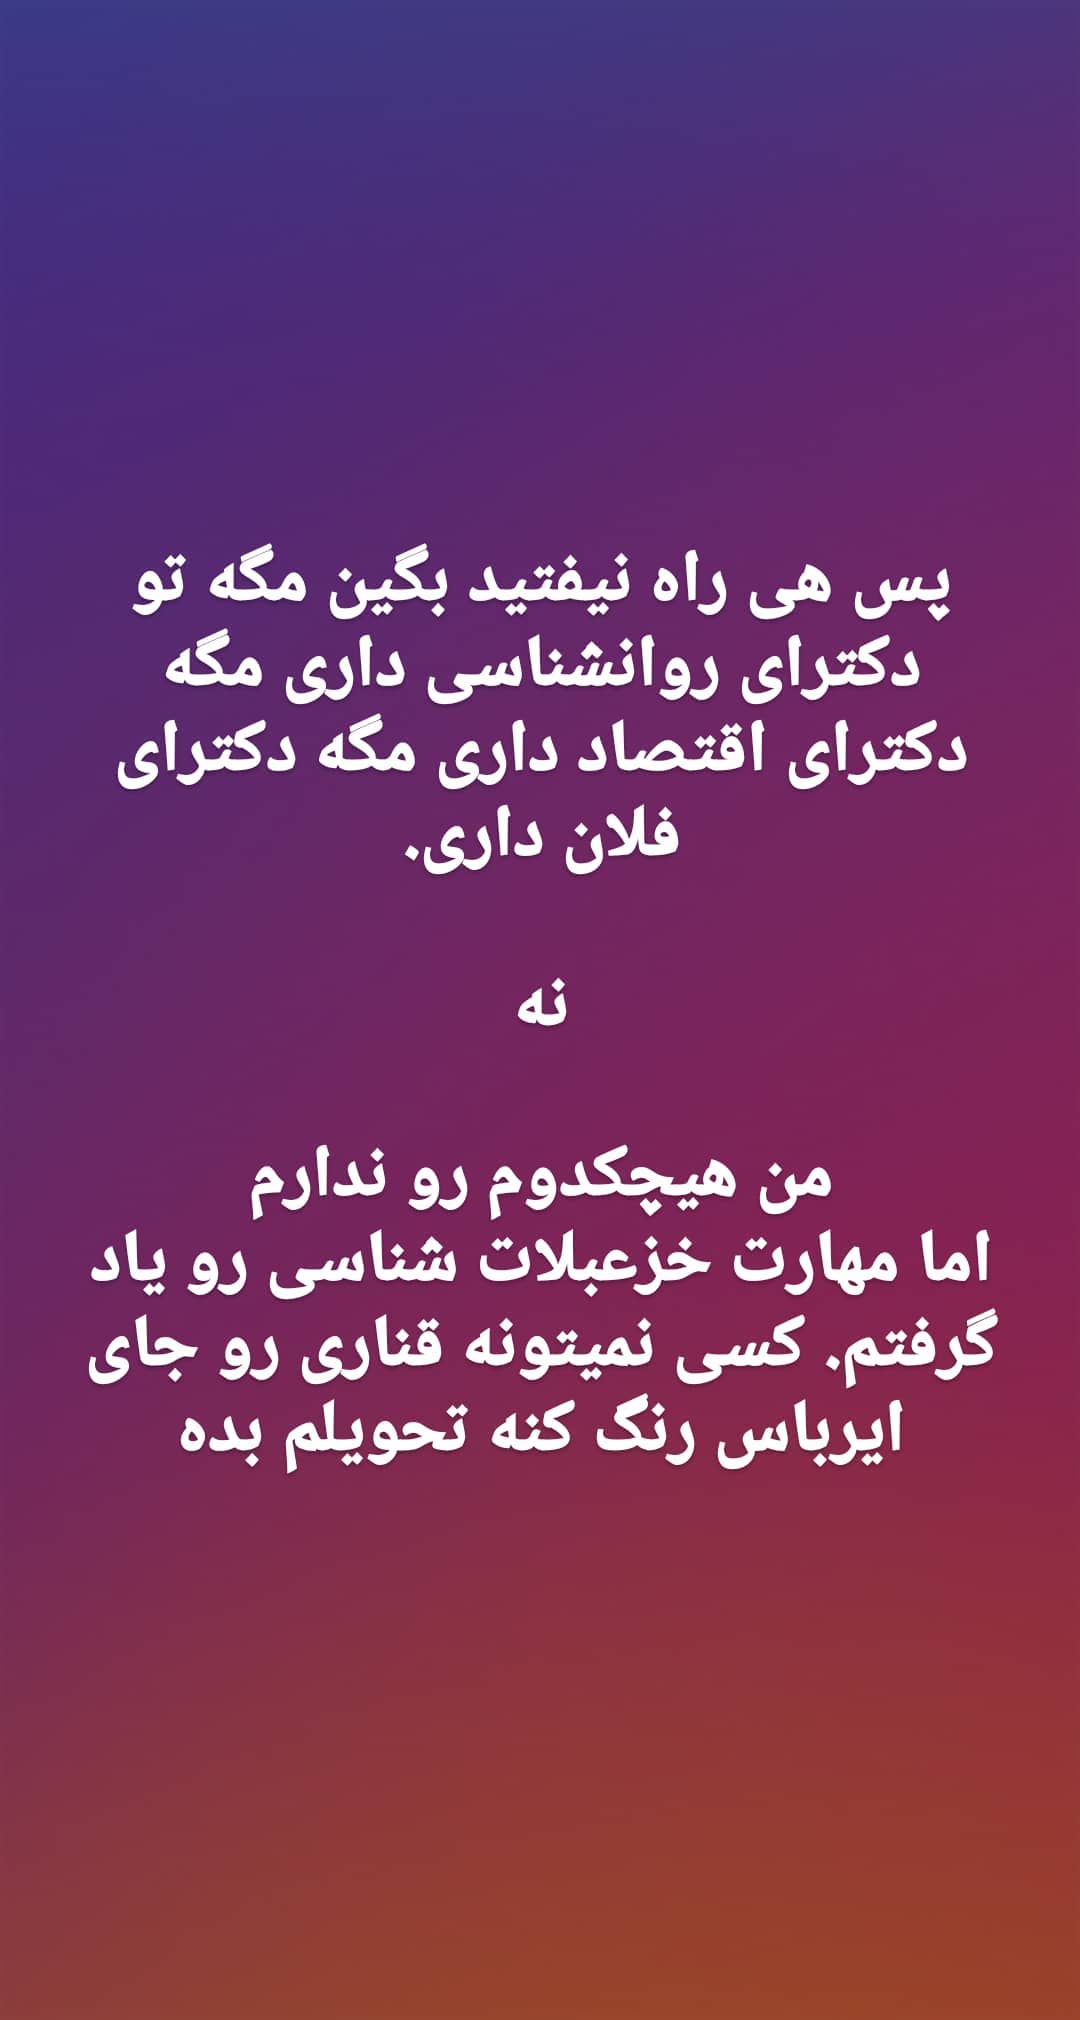 پس هی راه نیفتید بگین مگه تو
دکترای روانشناسی داری مگه
دکترای اقتصاد داری مگه دکترای
فلان داری.
نه
من هیچکدوم رو ندارم
اما مهارت خزعبلات شناسی رو یاد
گرفتم. کسی نمیتونه قناری رو جای
ایرباس رنگ کنه تحویلم بده